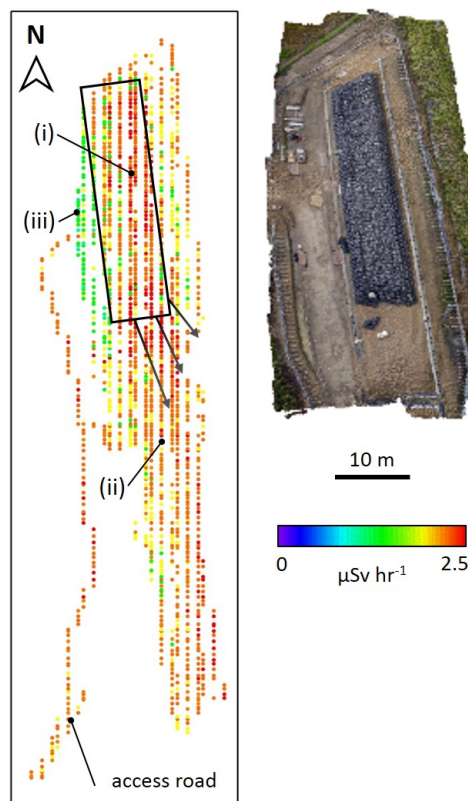 N
(i)
(iii)
(ii)
access road
10 m
0
2.5
µSv hr⁻¹